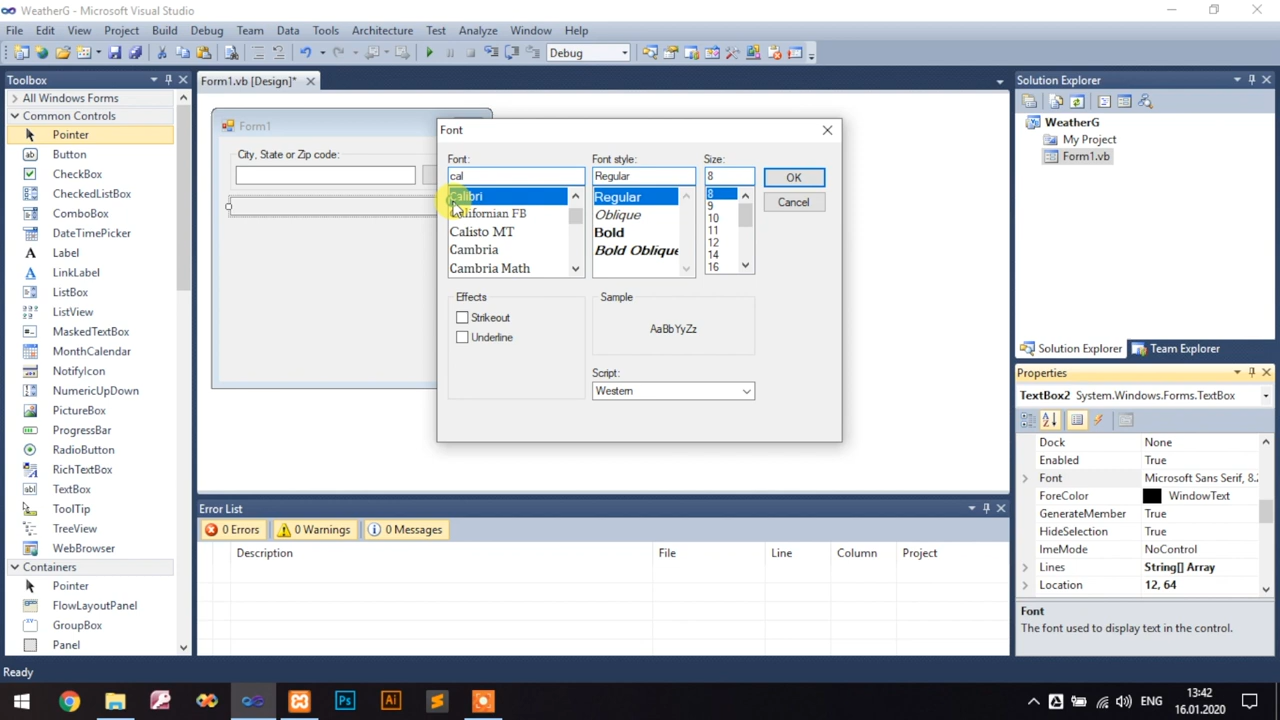 WeatherG - Microsoft Visual Studio
File Edit View Project Build Debug Team Data Tools Architecture Test Analyze Window Help
Debug
Toolbox
All Windows Forms
Common Controls
Pointer
Button
CheckBox
CheckedListBox
ComboBox
DateTimePicker
A Label
LinkLabel
ListBox
ListView
MaskedTextBox
MonthCalendar
NotifyIcon
NumericUpDown
PictureBox
ProgressBar
RadioButton
RichTextBox
TextBox
ToolTip
TreeView
WebBrowser
Containers
Pointer
FlowLayoutPanel
GroupBox
Panel
Form1.vb [Design]*
Form1
City, State or Zip code:
Font
Font:
cal
Calibri
Californian FB
Calisto MT
Cambria
Cambria Math
Font style:
Regular
Regular
Oblique
Bold
Bold Oblique
Size:
8
8
9
10
11
12
14
16
OK
Cancel
Effects
Strikeout
Underline
Sample
AaBbYyZz
Script:
Western
Error List
0 Errors
0 Warnings
0 Messages
Description File Line Column Project
Solution Explorer
WeatherG
My Project
Form1.vb
Solution Explorer
Team Explorer
Properties
TextBox2 System.Windows.Forms.TextBox
Dock None
Enabled True
Font Microsoft Sans Serif, 8.2
ForeColor WindowText
GenerateMember True
HideSelection True
ImeMode NoControl
Lines String[] Array
Location 12, 64
Font
The font used to display text in the control.
Ready
Ps
Ai
ENG
13:42
16.01.2020